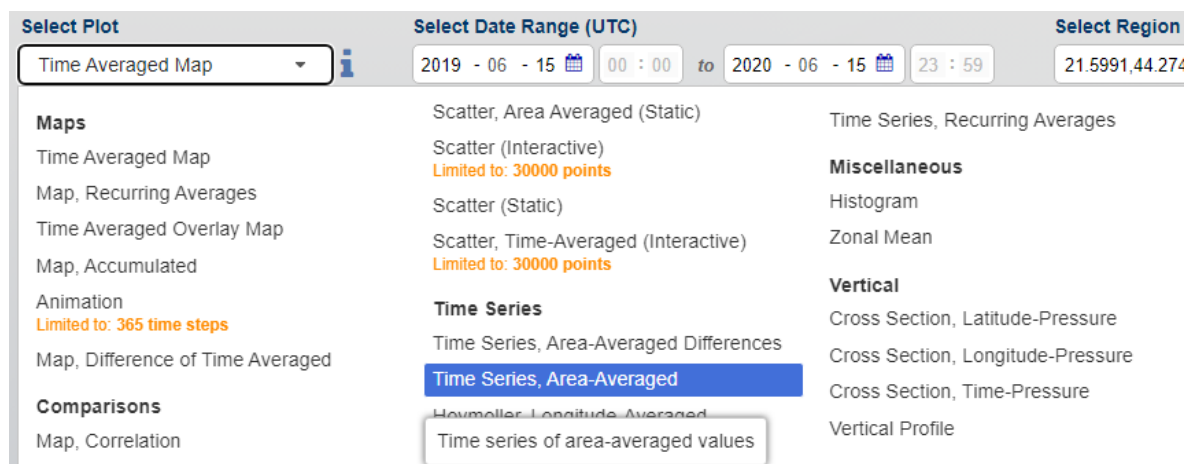 Select Plot
Select Date Range (UTC)
Select Region
Time Averaged Map
2019 - 06 - 15 00 : 00 to 2020 - 06 - 15 23 : 59
21.5991,44.274
Maps
Time Averaged Map
Map, Recurring Averages
Time Averaged Overlay Map
Map, Accumulated
Animation
Limited to: 365 time steps
Map, Difference of Time Averaged
Comparisons
Map, Correlation
Scatter, Area Averaged (Static)
Scatter (Interactive)
Limited to: 30000 points
Scatter (Static)
Scatter, Time-Averaged (Interactive)
Limited to: 30000 points
Time Series
Time Series, Area-Averaged Differences
Time Series, Area-Averaged
Hovmoller, Longitude-Averaged
Time series of area-averaged values
Time Series, Recurring Averages
Miscellaneous
Histogram
Zonal Mean
Vertical
Cross Section, Latitude-Pressure
Cross Section, Longitude-Pressure
Cross Section, Time-Pressure
Vertical Profile